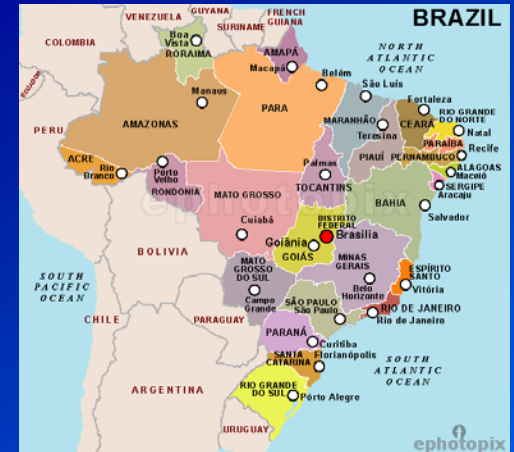 BRAZIL
GUYANA
FRENCH
GUIANA
VENEZUELA
SURINAME
COLOMBIA
Boa
Vista
RORAIMA
AMAPÁ
Macapá
NORTH
ATLANTIC
OCEAN
Belém
São Luís
ECUADOR
Manaus
Fortaleza
PARA
RIO GRANDE
DO NORTE
AMAZONAS
MARANHÃO
CEARÁ
Natal
PERU
Teresina
PARAÍBA
Recife
ACRE
Rio
Branco
Porto
Velho
RONDONIA
Palmas
TOCANTINS
PIAUÍ
PERNAMBUCO
ALAGOAS
Maceió
SERGIPE
Aracaju
MATO GROSSO
BAHIA
ephotopix
DISTRITO
FEDERAL
Salvador
Cuiabá
Brasilia
Goiânia
GOIÁS
BOLIVIA
MINAS
GERAIS
MATO
GROSSO
DO SUL
ESPÍRITO
SANTO
Vitória
SOUTH
PACIFIC
OCEAN
Belo
Horizonte
Campo
Grande
SÃO PAULO
São Paulo
RIO DE JANEIRO
Rio de Janeiro
CHILE
PARAGUAY
PARANÁ
Curitiba
SANTA
CATARINA
Florianópolis
SOUTH
ATLANTIC
OCEAN
ARGENTINA
RIO GRANDE
DO SUL
Pôrto Alegre
URUGUAY
ephotopix